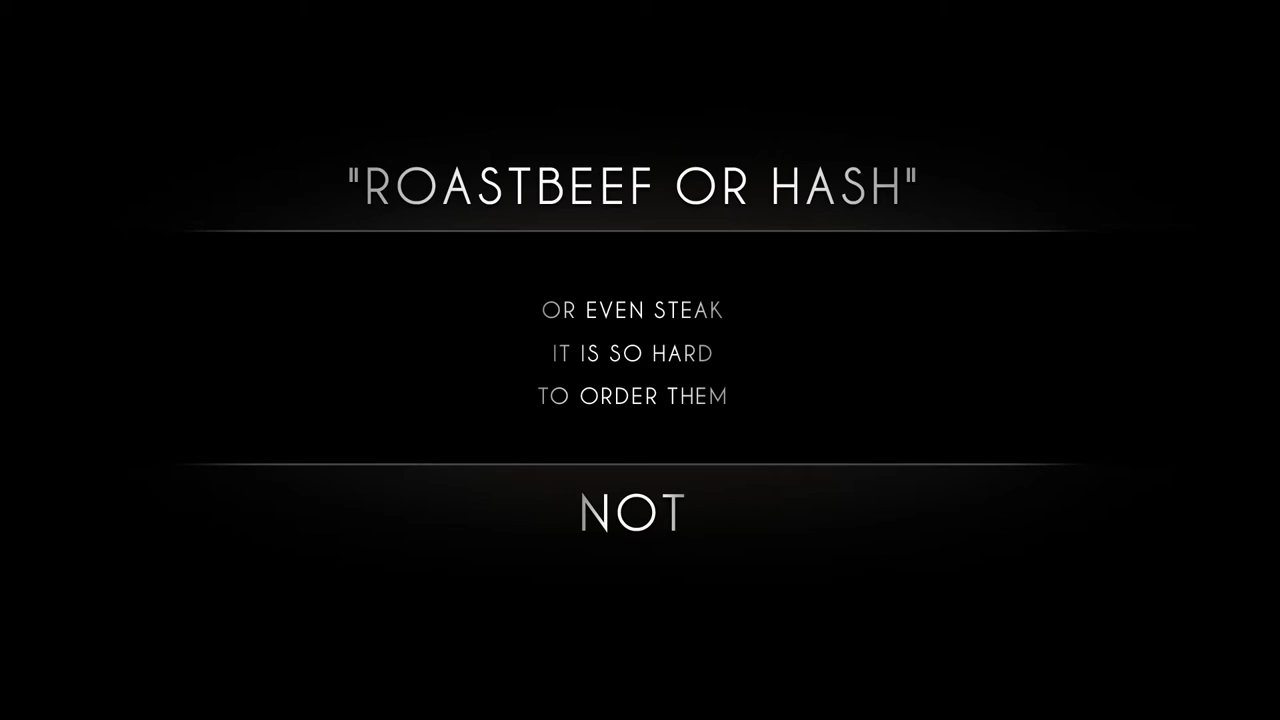 "ROASTBEEF OR HASH"
OR EVEN STEAK
IT IS SO HARD
TO ORDER THEM
NOT